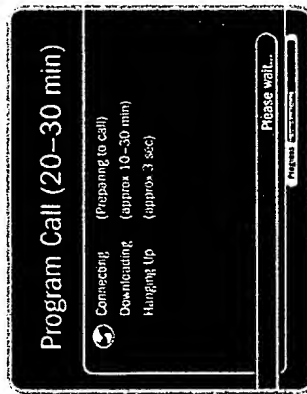 Program Call (20–30 min)
Connecting (Preparing to call)
Downloading (approx 10–30 min)
Hanging Up (approx 3 sec)
Please wait...
Progress